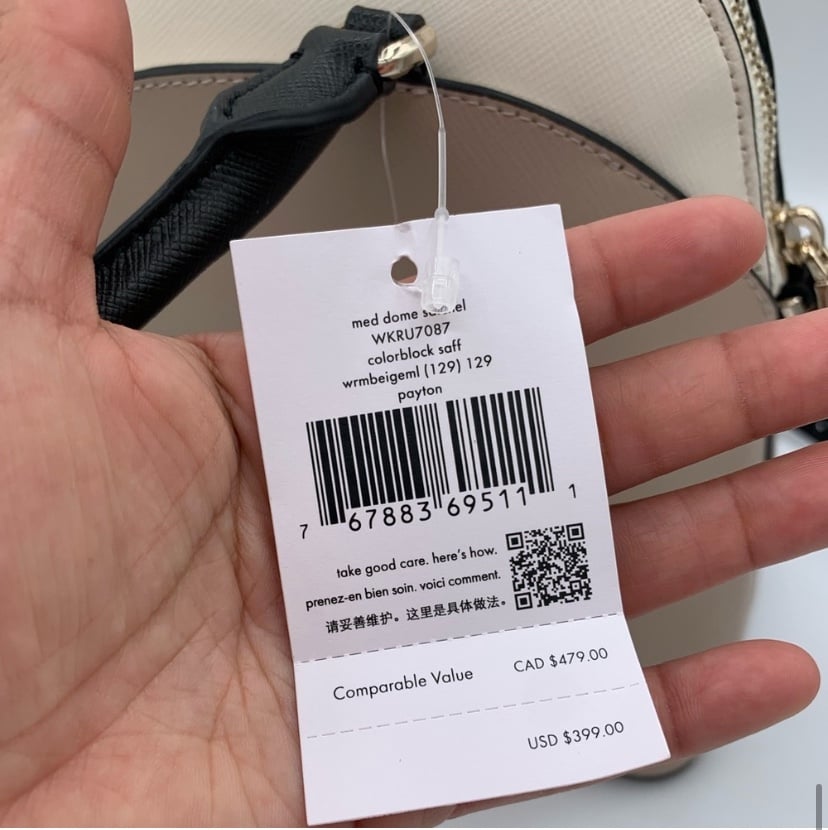 med dome
WKRU7087
colorblock saff
wrmbeigeml (129) 129
payton
7 67883 69511 1
take good care. here's how.
prenez-en bien soin. voici comment.
请妥善维护。这里是具体做法。
Comparable Value CAD $479.00
USD $399.00